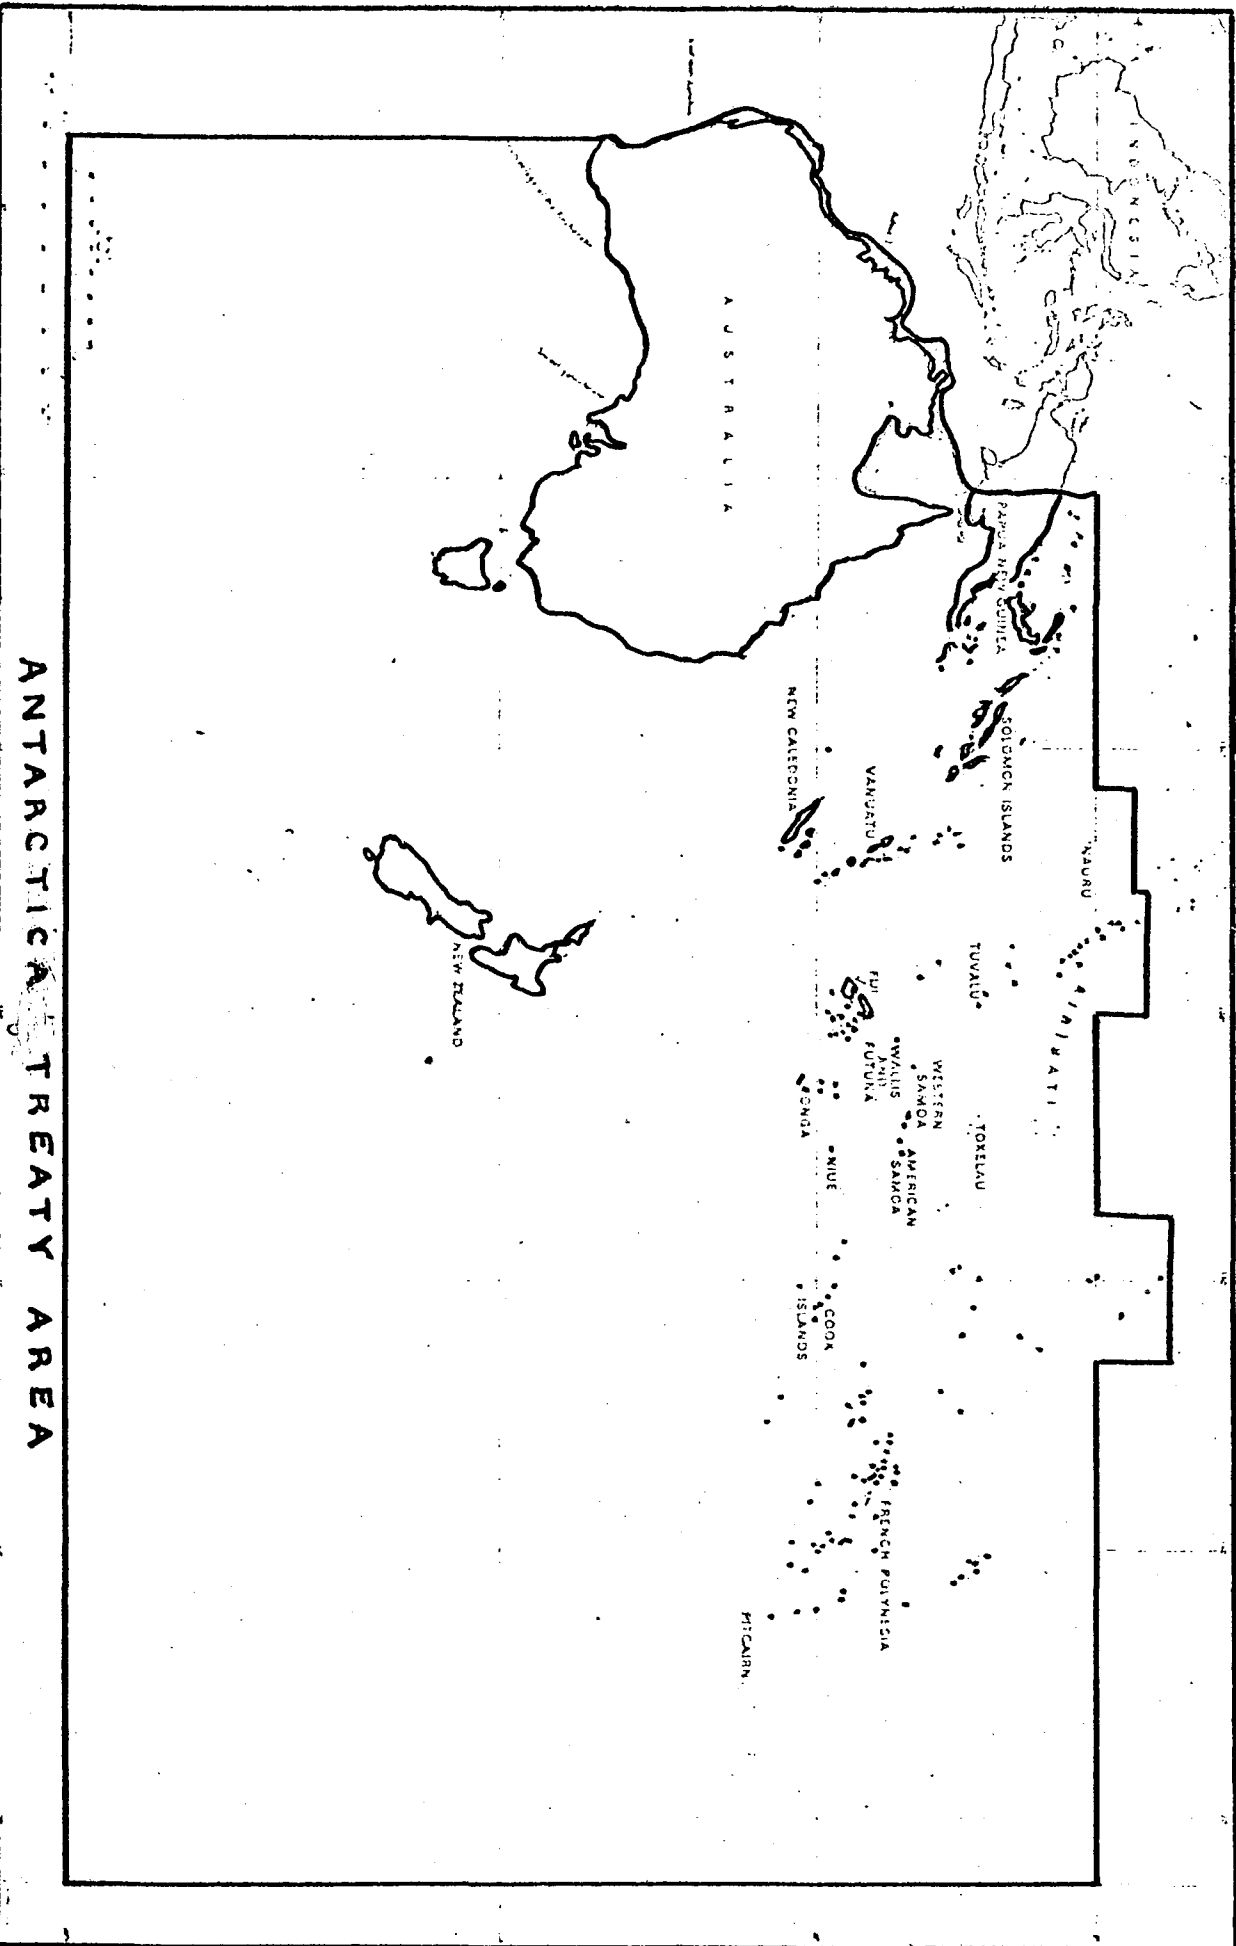 INDONESIA
PAPUA NEW GUINEA
SOLOMON ISLANDS
NAURU
KIRIBATI
TUVALU
TOKELAU
AUSTRALIA
NEW CALEDONIA
VANUATU
FIJI
WALLIS
AND
FUTUNA
WESTERN
SAMOA
AMERICAN
SAMOA
TONGA
NIUE
COOK
ISLANDS
FRENCH POLYNESIA
PITCAIRN
NEW ZEALAND
ANTARCTICA TREATY AREA